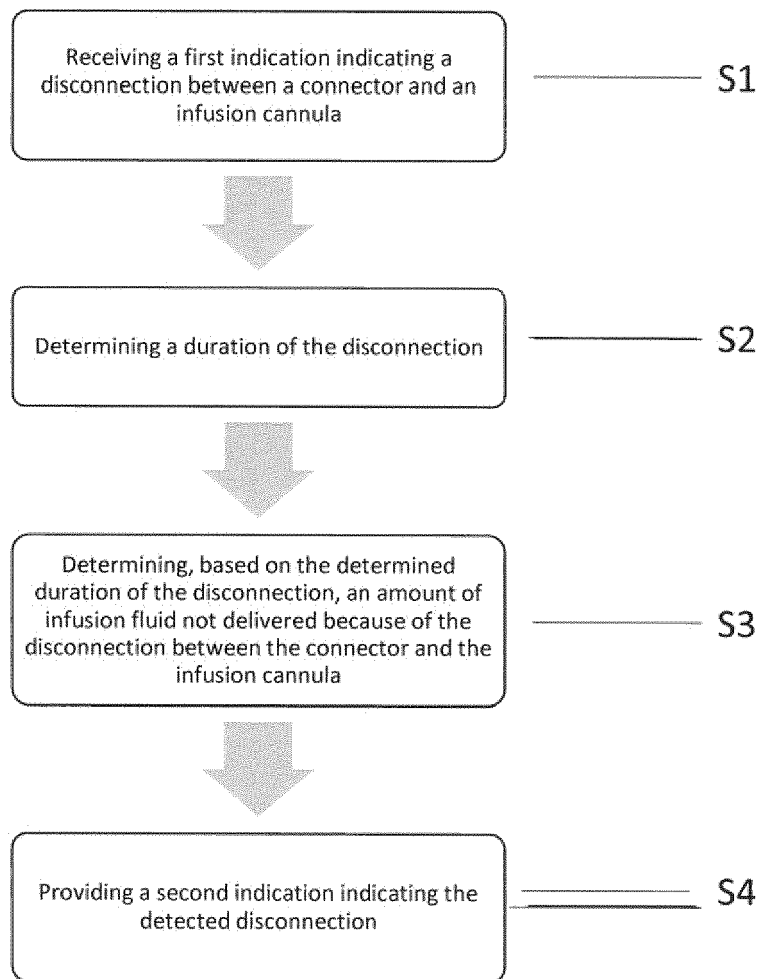 Receiving a first indication indicating a
disconnection between a connector and an
infusion cannula
S1
Determining a duration of the disconnection
S2
Determining, based on the determined
duration of the disconnection, an amount of
infusion fluid not delivered because of the
disconnection between the connector and the
infusion cannula
S3
Providing a second indication indicating the
detected disconnection
S4